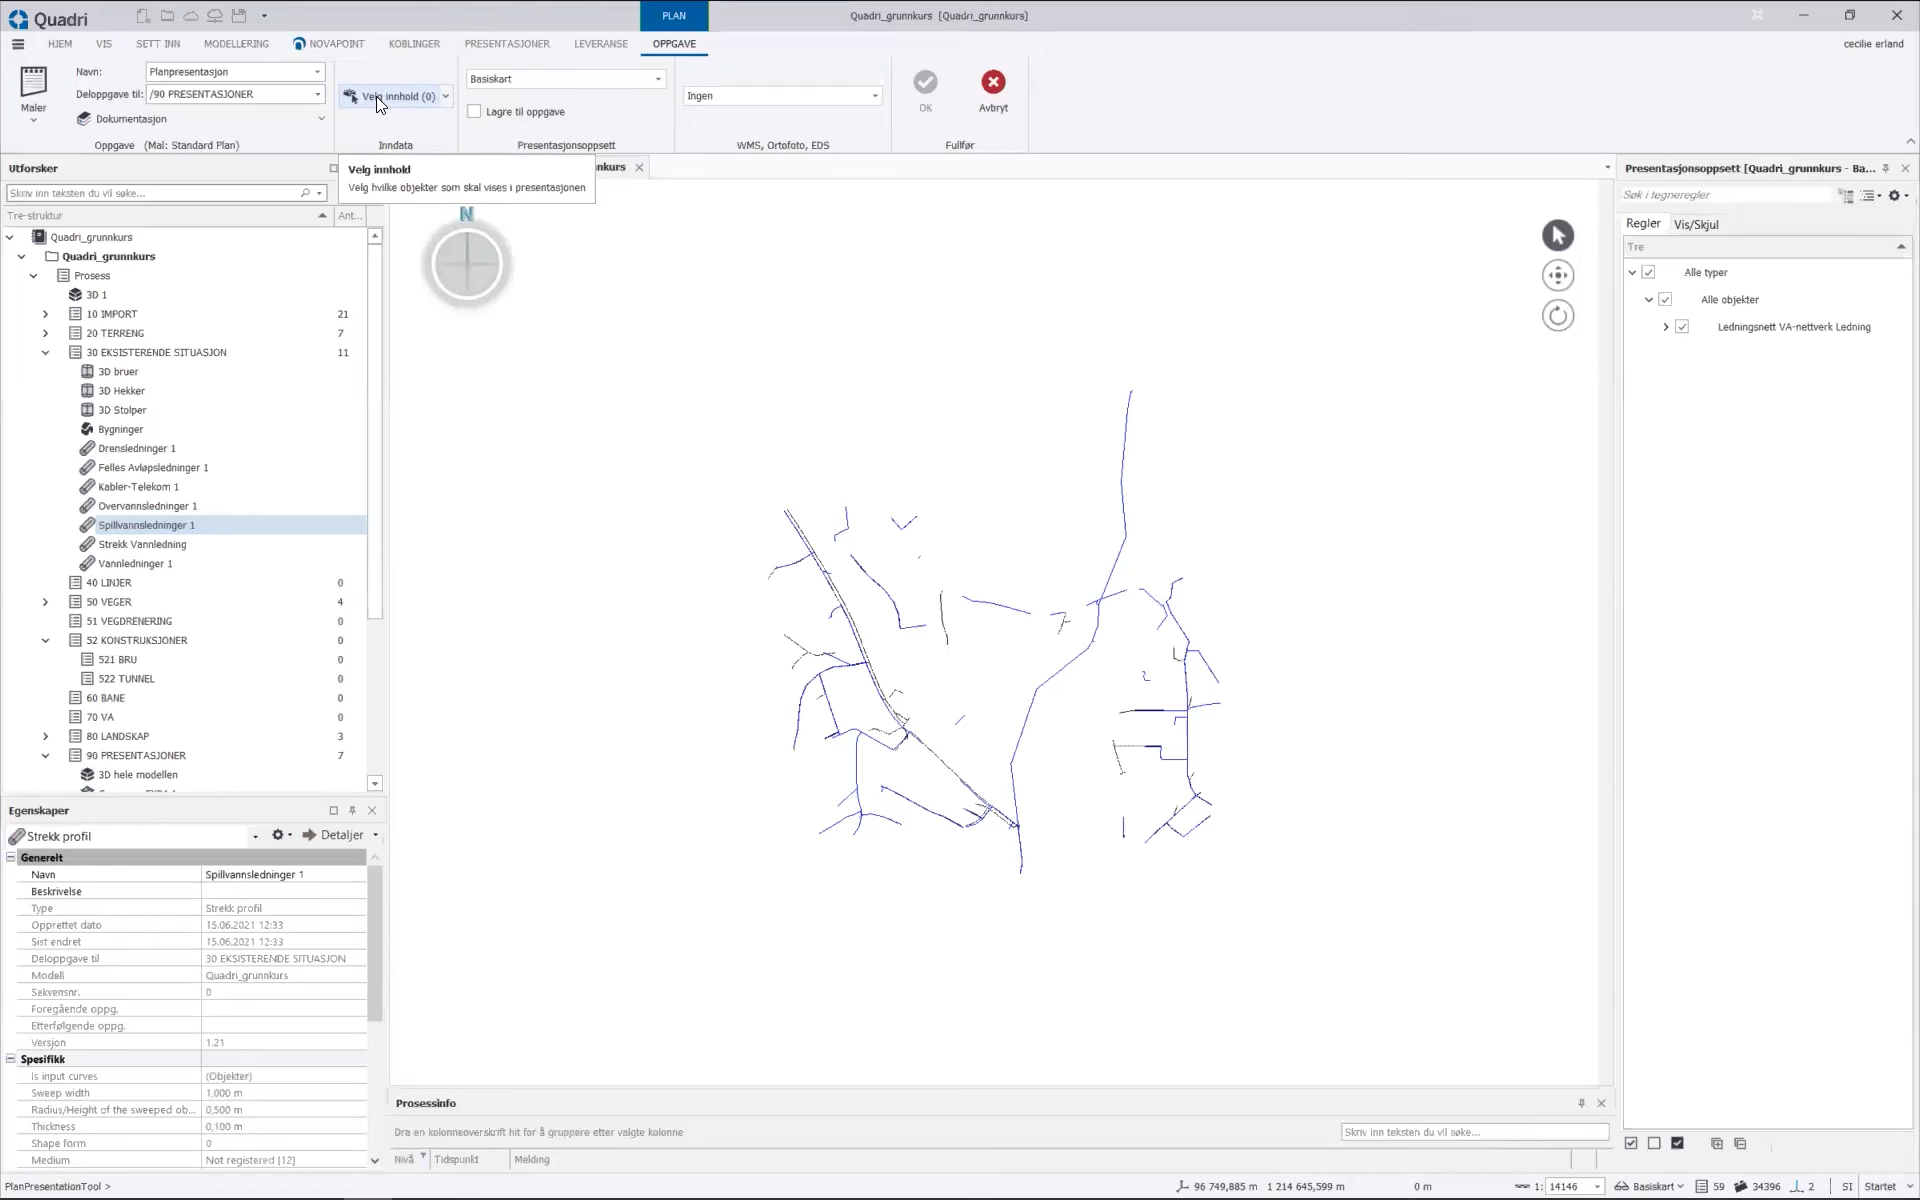 Quadri
PLAN
Quadri_grunnkurs [Quadri_grunnkurs]
HJEM
VIS
SETT INN
MODELLERING
NOVAPOINT
KOBLINGER
PRESENTASJONER
LEVERANSE
OPPGAVE
cecilie erland
Maler
Navn:
Planpresentasjon
Deloppgave til:
/90 PRESENTASJONER
Dokumentasjon
Oppgave (Mal: Standard Plan)
Velg innhold (0)
Inndata
Basiskart
Lagre til oppgave
Presentasjonsoppsett
Ingen
WMS, Ortofoto, EDS
OK
Avbryt
Fullfør
Velg innhold
Velg hvilke objekter som skal vises i presentasjonen
nkurs
Utforsker
Skriv inn teksten du vil søke...
Tre-struktur
Ant...
Quadri_grunnkurs
Quadri_grunnkurs
Prosess
3D 1
10 IMPORT 21
20 TERRENG 7
30 EKSISTERENDE SITUASJON 11
3D bruer
3D Hekker
3D Stolper
Bygninger
Drensledninger 1
Felles Avløpsledninger 1
Kabler-Telekom 1
Overvannsledninger 1
Spillvannsledninger 1
Strekk Vannledning
Vannledninger 1
40 LINJER 0
50 VEGER 4
51 VEGDRENERING 0
52 KONSTRUKSJONER 0
521 BRU 0
522 TUNNEL 0
60 BANE 0
70 VA 0
80 LANDSKAP 3
90 PRESENTASJONER 7
3D hele modellen
Egenskaper
Strekk profil
Detaljer
Generelt
Navn Spillvannsledninger 1
Beskrivelse
Type Strekk profil
Opprettet dato 15.06.2021 12:33
Sist endret 15.06.2021 12:33
Deloppgave til 30 EKSISTERENDE SITUASJON
Modell Quadri_grunnkurs
Sekvensnr. 0
Foregående oppg.
Etterfølgende oppg.
Versjon 1.21
Spesifikk
Is input curves (Objekter)
Sweep width 1,000 m
Radius/Height of the sweeped ob... 0,500 m
Thickness 0,100 m
Shape form 0
Medium Not registered [12]
N
Presentasjonsoppsett [Quadri_grunnkurs - Ba...
Søk i tegneregler
Regler
Vis/Skjul
Tre
Alle typer
Alle objekter
Ledningsnett VA-nettverk Ledning
Prosessinfo
Dra en kolonneoverskrift hit for å gruppere etter valgte kolonne
Skriv inn teksten du vil søke...
Nivå
Tidspunkt
Melding
PlanPresentationTool >
96 749,885 m 1 214 645,599 m
0 m
1: 14146
Basiskart
59
34396
2
SI
Startet